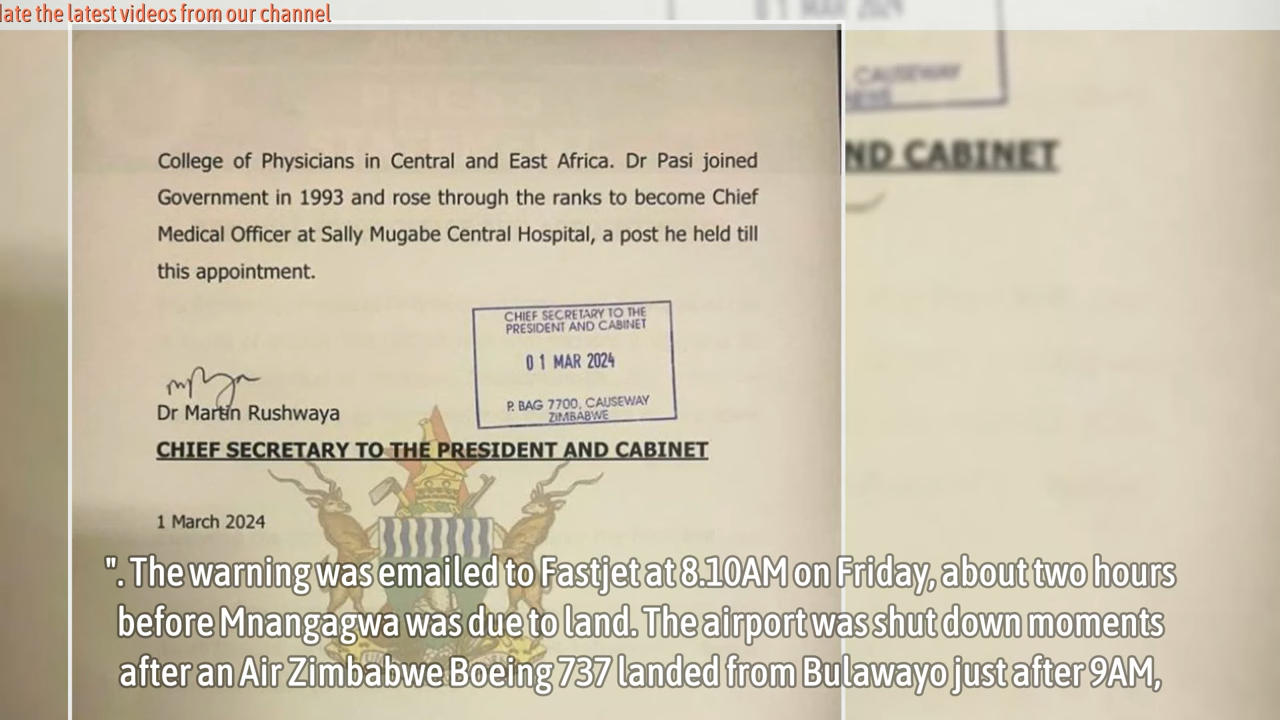 late the latest videos from our channel
01 MAR 2024
CAUSEWAY
ND CABINET
College of Physicians in Central and East Africa. Dr Pasi joined
Government in 1993 and rose through the ranks to become Chief
Medical Officer at Sally Mugabe Central Hospital, a post he held till
this appointment.
CHIEF SECRETARY TO THE
PRESIDENT AND CABINET
01 MAR 2024
P. BAG 7700, CAUSEWAY
ZIMBABWE
Dr Martin Rushwaya
CHIEF SECRETARY TO THE PRESIDENT AND CABINET
1 March 2024
". The warning was emailed to Fastjet at 8.10AM on Friday, about two hours
before Mnangagwa was due to land. The airport was shut down moments
after an Air Zimbabwe Boeing 737 landed from Bulawayo just after 9AM,